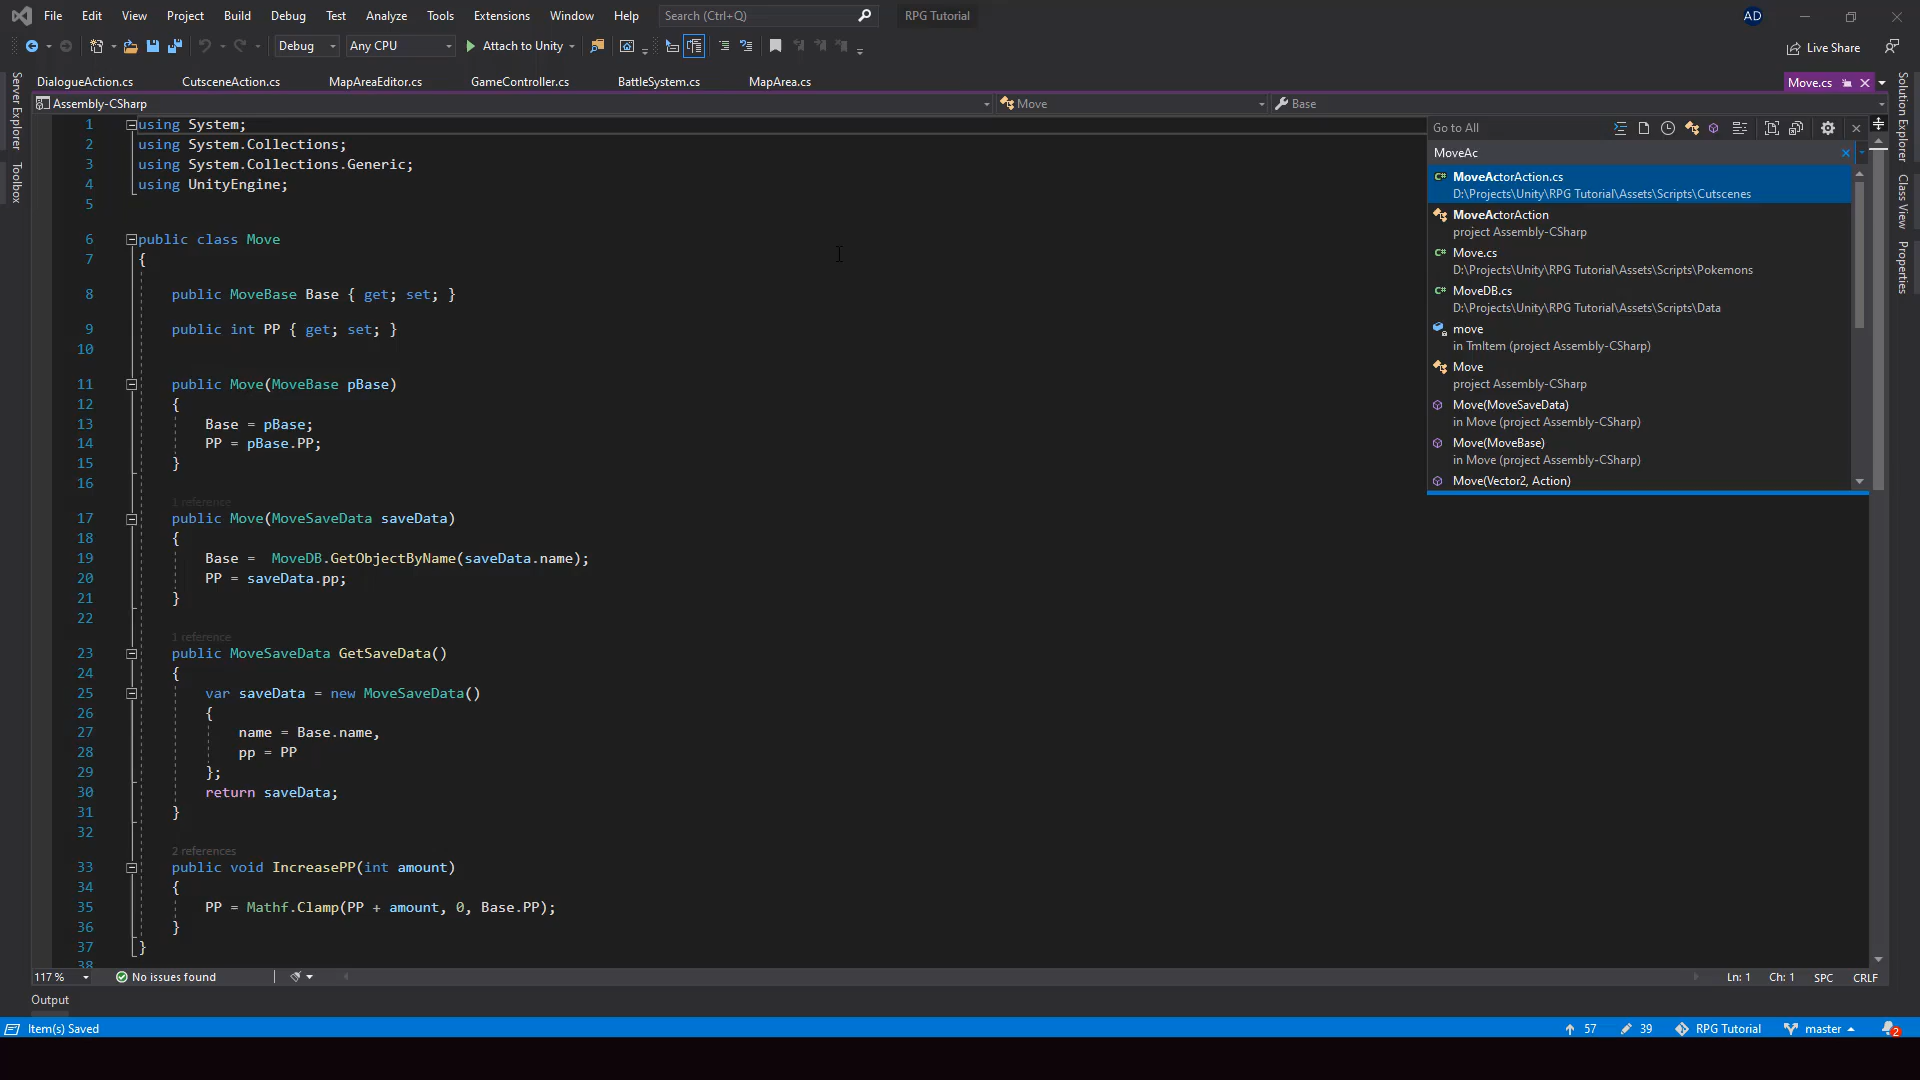 File Edit View Project Build Debug Test Analyze Tools Extensions Window Help Search (Ctrl+Q) RPG Tutorial AD
Debug Any CPU Attach to Unity Live Share
DialogueAction.cs CutsceneAction.cs MapAreaEditor.cs GameController.cs BattleSystem.cs MapArea.cs Move.cs
Assembly-CSharp Move Base
Server Explorer
Toolbox
Solution Explorer
Class View
Properties
1 using System;
2 using System.Collections;
3 using System.Collections.Generic;
4 using UnityEngine;
5
6 public class Move
7 {
8 public MoveBase Base { get; set; }
9 public int PP { get; set; }
10
11 public Move(MoveBase pBase)
12 {
13 Base = pBase;
14 PP = pBase.PP;
15 }
16
1 reference
17 public Move(MoveSaveData saveData)
18 {
19 Base =  MoveDB.GetObjectByName(saveData.name);
20 PP = saveData.pp;
21 }
22
1 reference
23 public MoveSaveData GetSaveData()
24 {
25 var saveData = new MoveSaveData()
26 {
27 name = Base.name,
28 pp = PP
29 };
30 return saveData;
31 }
32
2 references
33 public void IncreasePP(int amount)
34 {
35 PP = Mathf.Clamp(PP + amount, 0, Base.PP);
36 }
37 }
38
Go to All
MoveAc
C# MoveActorAction.cs
D:\Projects\Unity\RPG Tutorial\Assets\Scripts\Cutscenes
MoveActorAction
project Assembly-CSharp
C# Move.cs
D:\Projects\Unity\RPG Tutorial\Assets\Scripts\Pokemons
C# MoveDB.cs
D:\Projects\Unity\RPG Tutorial\Assets\Scripts\Data
move
in TmItem (project Assembly-CSharp)
Move
project Assembly-CSharp
Move(MoveSaveData)
in Move (project Assembly-CSharp)
Move(MoveBase)
in Move (project Assembly-CSharp)
Move(Vector2, Action)
117 % No issues found Ln: 1 Ch: 1 SPC CRLF
Output
Item(s) Saved 57 39 RPG Tutorial master 2